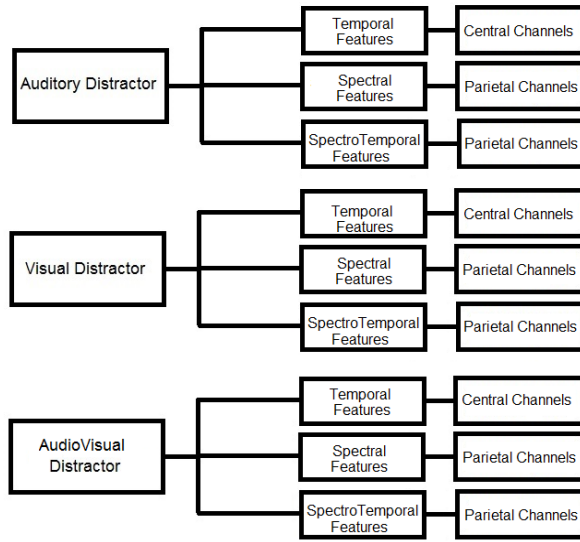 Temporal
Features
Central Channels
Auditory Distractor
Spectral
Features
Parietal Channels
SpectroTemporal
Features
Parietal Channels
Temporal
Features
Central Channels
Visual Distractor
Spectral
Features
Parietal Channels
SpectroTemporal
Features
Parietal Channels
Temporal
Features
Central Channels
AudioVisual
Distractor
Spectral
Features
Parietal Channels
SpectroTemporal
Features
Parietal Channels